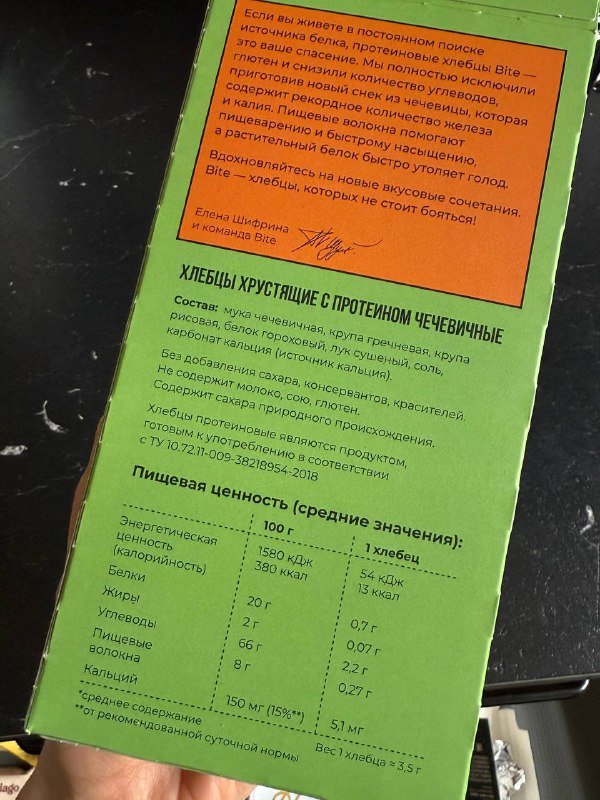 Если вы живете в постоянном поиске
источника белка, протеиновые хлебцы Bite —
это ваше спасение. Мы полностью исключили
глютен и снизили количество углеводов,
приготовив новый снек из чечевицы, которая
содержит рекордное количество железа
и калия. Пищевые волокна помогают
пищеварению и быстрому насыщению,
а растительный белок быстро утоляет голод.
Вдохновляйтесь на новые вкусовые сочетания.
Bite — хлебцы, которых не стоит бояться!
Елена Шифрина
и команда Bite
ХЛЕБЦЫ ХРУСТЯЩИЕ С ПРОТЕИНОМ ЧЕЧЕВИЧНЫЕ
Состав: мука чечевичная, крупа гречневая, крупа
рисовая, белок гороховый, лук сушеный, соль,
карбонат кальция (источник кальция).
Без добавления сахара, консервантов, красителей.
Не содержит молоко, сою, глютен.
Содержит сахара природного происхождения.
Хлебцы протеиновые являются продуктом,
готовым к употреблению в соответствии
с ТУ 10.72.11-009-38218954-2018
Пищевая ценность (средние значения):
100 г 1 хлебец
Энергетическая
ценность 1580 кДж 54 кДж
(калорийность) 380 ккал 13 ккал
Белки 20 г 0,7 г
Жиры 2 г 0,07 г
Углеводы 66 г 2,2 г
Пищевые
волокна 8 г 0,27 г
Кальций 150 мг (15%**) 5,1 мг
*среднее содержание
**от рекомендованной суточной нормы
Вес 1 хлебца ≈ 3,5 г